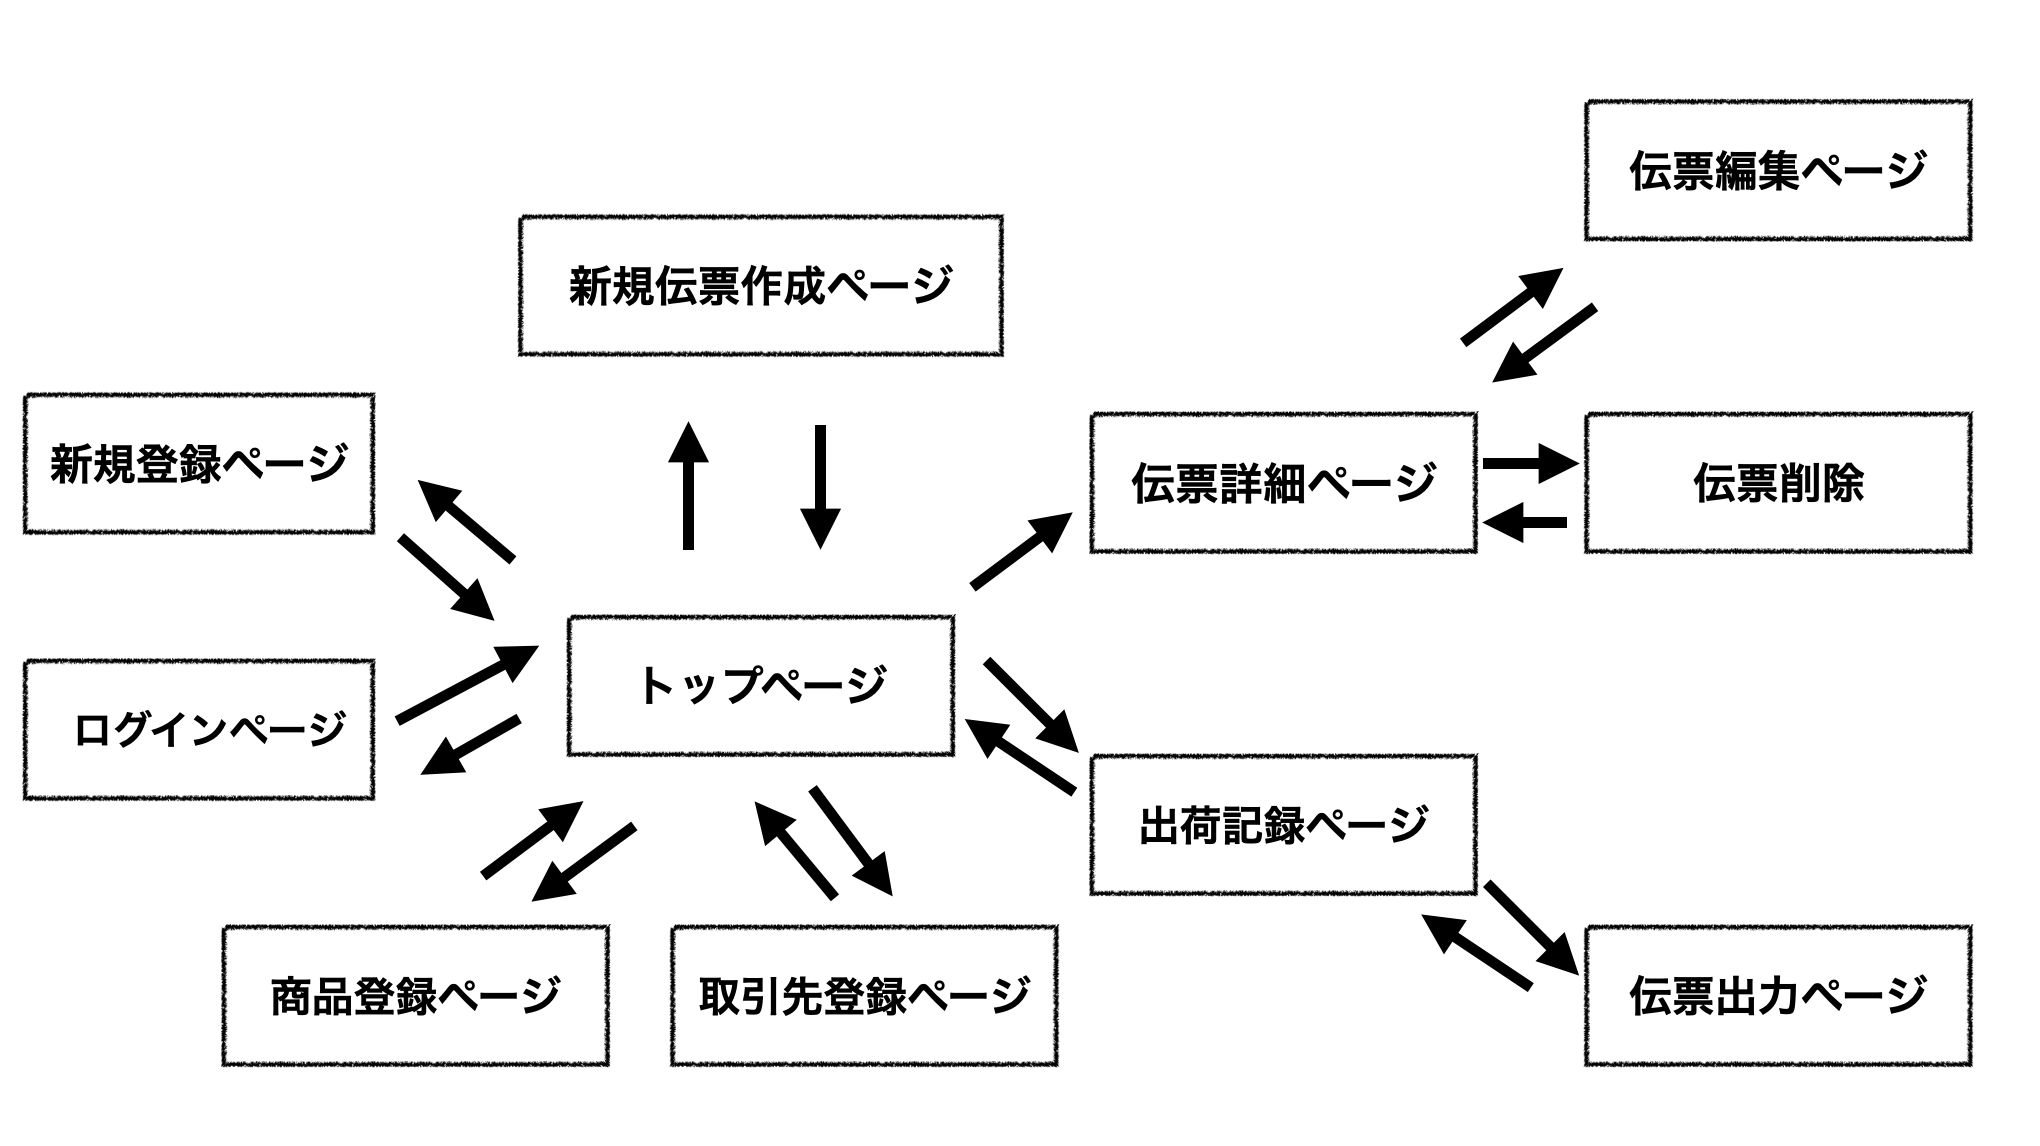 伝票編集ページ
新規伝票作成ページ
新規登録ページ
伝票詳細ページ
伝票削除
トップページ
ログインページ
出荷記録ページ
商品登録ページ
取引先登録ページ
伝票出力ページ